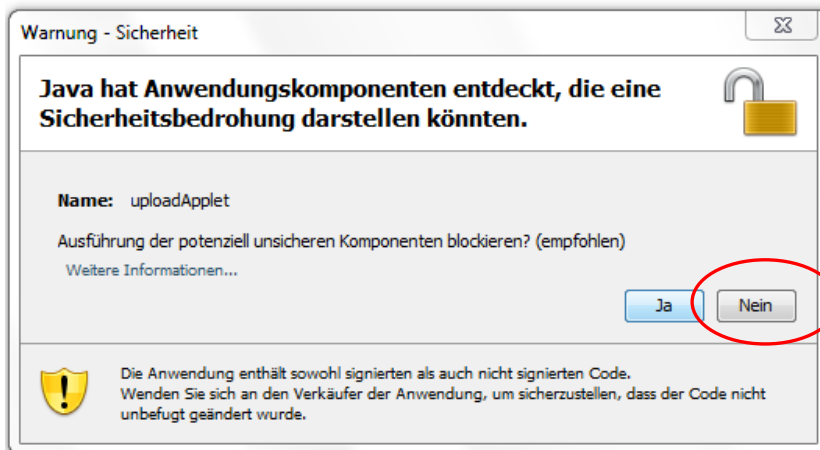 Warnung - Sicherheit
Java hat Anwendungskomponenten entdeckt, die eine
Sicherheitsbedrohung darstellen könnten.
Name: uploadApplet
Ausführung der potenziell unsicheren Komponenten blockieren? (empfohlen)
Weitere Informationen...
Ja Nein
Die Anwendung enthält sowohl signierten als auch nicht signierten Code.
Wenden Sie sich an den Verkäufer der Anwendung, um sicherzustellen, dass der Code nicht
unbefugt geändert wurde.